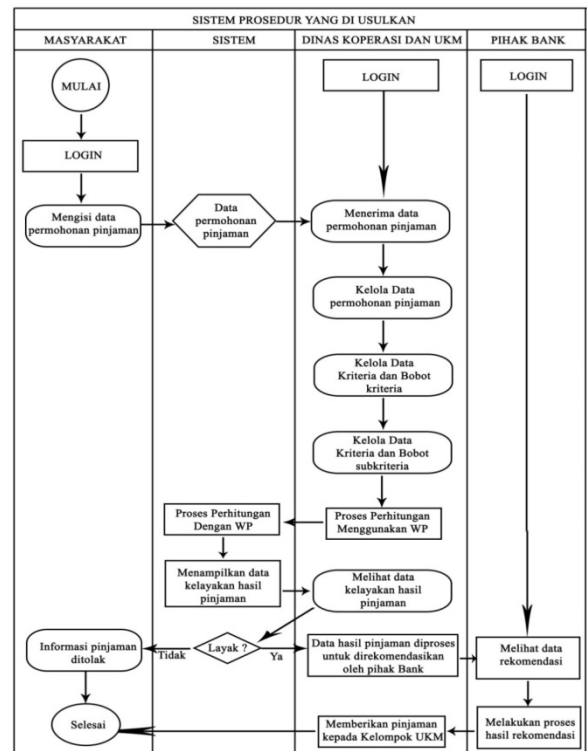 SISTEM PROSEDUR YANG DI USULKAN
MASYARAKAT
SISTEM
DINAS KOPERASI DAN UKM
PIHAK BANK
MULAI
LOGIN
LOGIN
LOGIN
Mengisi data
permohonan pinjaman
Data
permohonan
pinjaman
Menerima data
permohonan pinjaman
Kelola Data
permohonan pinjaman
Kelola Data
Kriteria dan Bobot
kriteria
Kelola Data
Kriteria dan Bobot
subkriteria
Proses Perhitungan
Menggunakan WP
Proses Perhitungan
Dengan WP
Menampilkan data
kelayakan hasil
pinjaman
Melihat data
kelayakan hasil
pinjaman
Layak ?
Tidak
Ya
Informasi pinjaman
ditolak
Data hasil pinjaman diproses
untuk direkomendasikan
oleh pihak Bank
Melihat data
rekomendasi
Melakukan proses
hasil rekomendasi
Memberikan pinjaman
kepada Kelompok UKM
Selesai